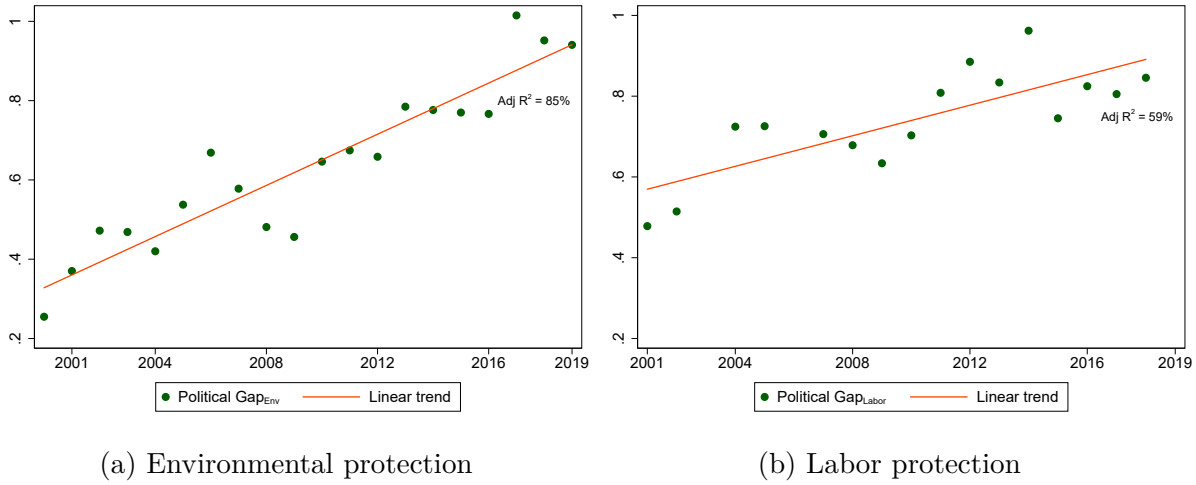 1
.8
.6
.4
.2
Adj R² = 85%
2001 2004 2008 2012 2016 2019
Political Gap_Env Linear trend
(a) Environmental protection
1
.8
.6
.4
.2
Adj R² = 59%
2001 2004 2008 2012 2016 2019
Political Gap_Labor Linear trend
(b) Labor protection